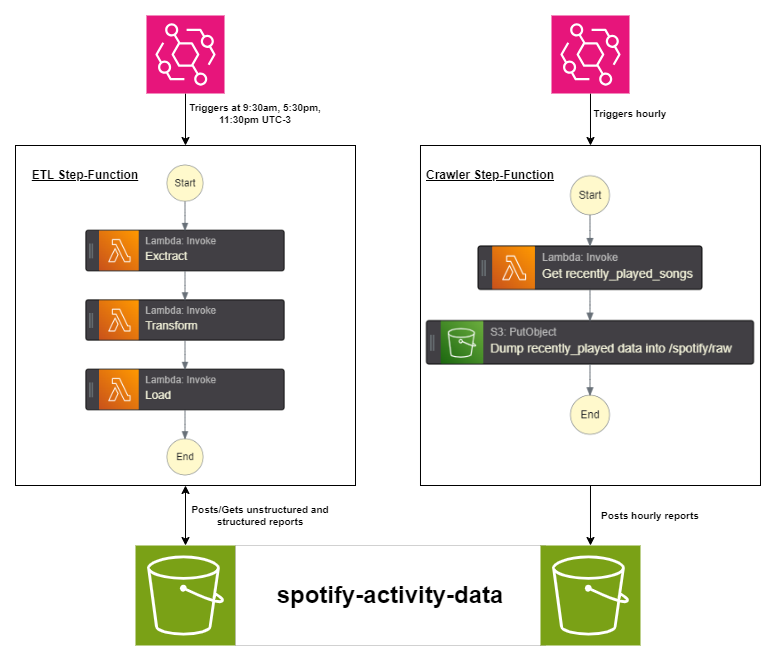 Triggers at 9:30am, 5:30pm,
11:30pm UTC-3
ETL Step-Function
Start
Lambda: Invoke
Exctract
Lambda: Invoke
Transform
Lambda: Invoke
Load
End
Posts/Gets unstructured and
structured reports
Triggers hourly
Crawler Step-Function
Start
Lambda: Invoke
Get recently_played_songs
S3: PutObject
Dump recently_played data into /spotify/raw
End
Posts hourly reports
spotify-activity-data